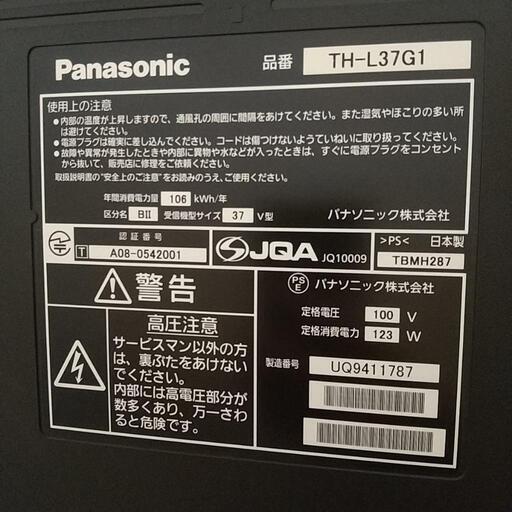 Panasonic 品番 TH-L37G1
使用上の注意
●内部の温度が上昇しますので、通風孔の周囲に間隔をあけてください。また湿気やほこりの多い所
は避けてください。
●電源プラグは確実に差し込んでください。コードは傷つけないようていねいに取り扱ってください。
●故障や異常が発生したときや内部に異物や水などが入ったときは、すぐに電源プラグをコンセント
から抜いて、販売店に修理をご依頼ください。
取扱説明書の"安全上のご注意"をお読みのうえ、ご使用ください。
年間消費電力量 106 kWh/年
区分名 BII 受信機型サイズ 37 V型
パナソニック株式会社
認証番号
T A08-0542001
JQA JQ10009
>PS< 日本製
TBMH287
警告
高圧注意
サービスマン以外の方
は、裏ぶたをあけない
でください。
内部には高電圧部分が
数多くあり、万一さわ
ると危険です。
PSE パナソニック株式会社
定格電圧 100 V
定格消費電力 123 W
製造番号 UQ9411787